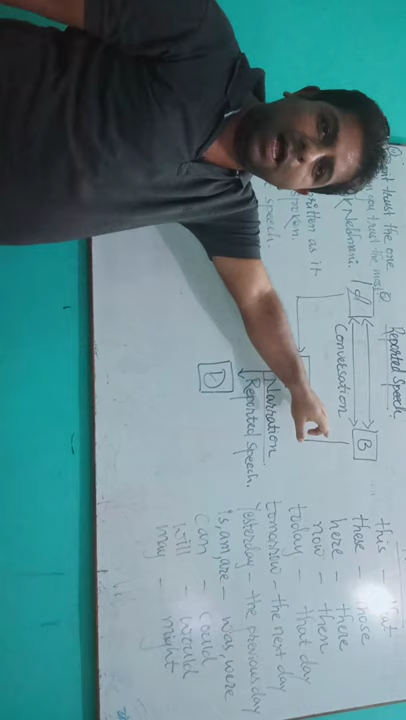 trust the one
you trust the most
written as it
spoken.
speech.
Reported Speech
A
B
Conversation
Narration
Reported Speech.
D
this -
these - those
here - there
now - then
today - that day
tomorrow - the next day
Yesterday - the previous day
is, am, are - was, were
can - could
will - would
may - might